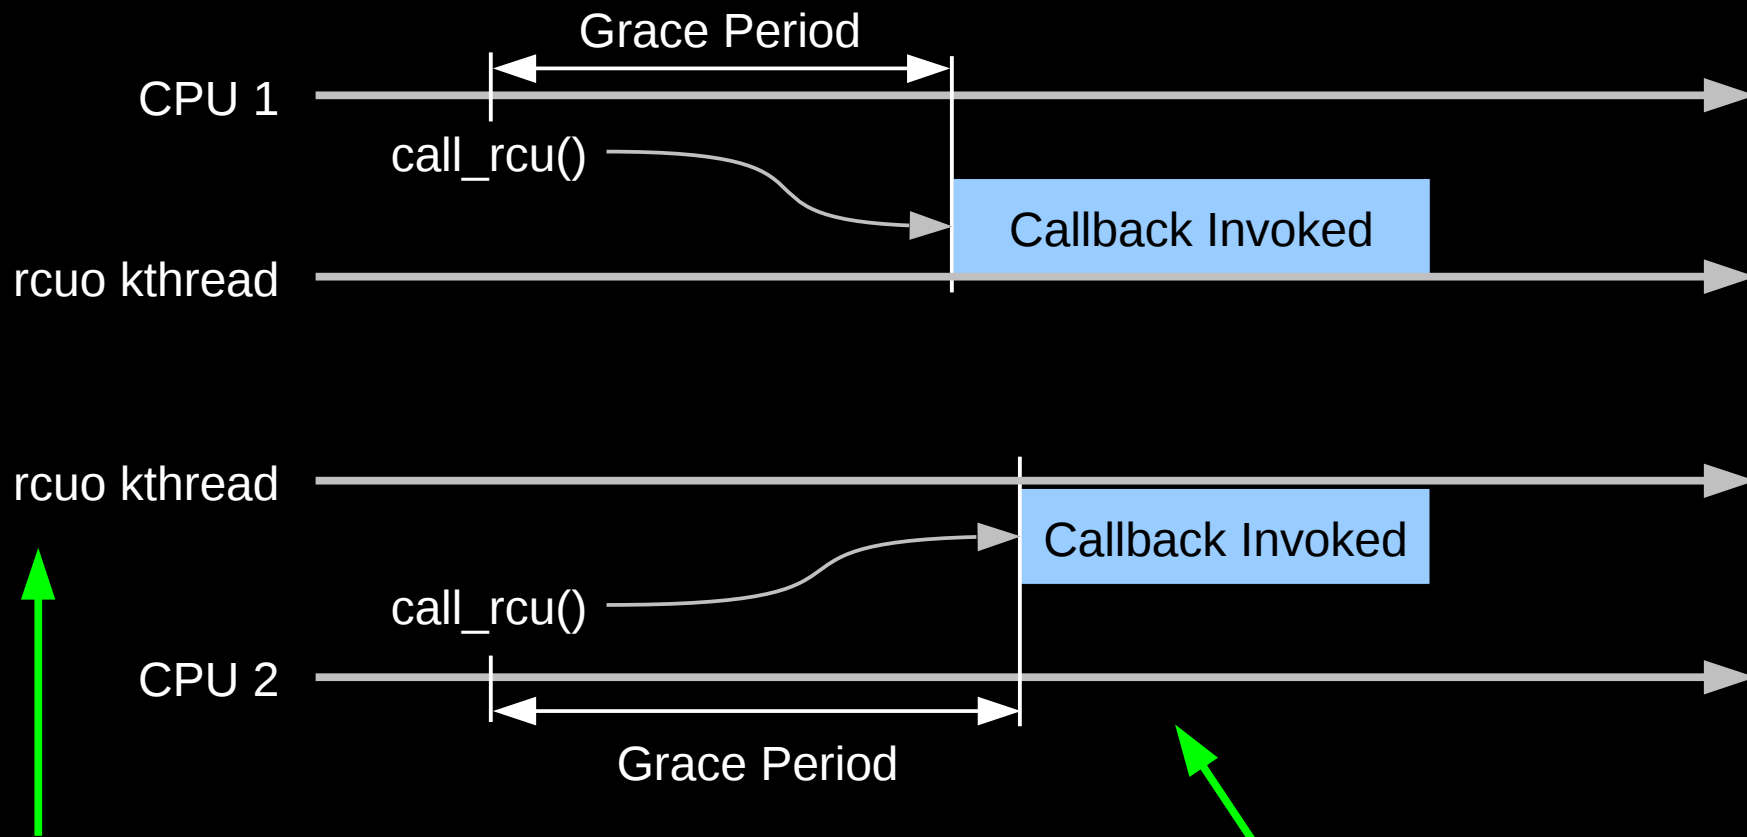 Grace Period
CPU 1
call_rcu()
Callback Invoked
rcuo kthread
rcuo kthread
Callback Invoked
call_rcu()
CPU 2
Grace Period